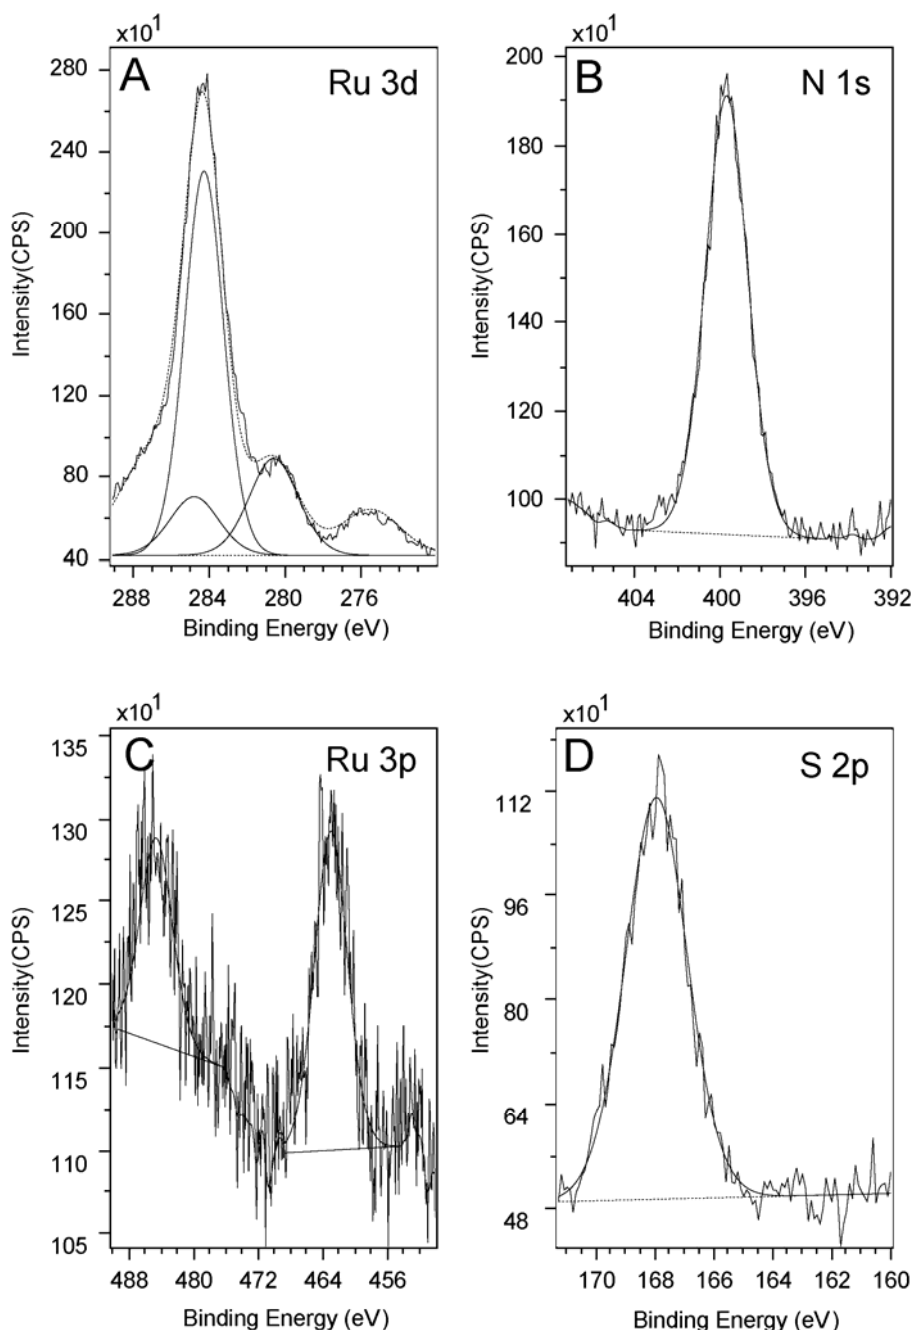 x10¹
A
Ru 3d
280
240
200
160
120
80
40
Intensity(CPS)
288 284 280 276
Binding Energy (eV)
x10¹
B
N 1s
200
180
160
140
120
100
Intensity(CPS)
404 400 396 392
Binding Energy (eV)
x10¹
C
Ru 3p
135
130
125
120
115
110
105
Intensity(CPS)
488 480 472 464 456
Binding Energy (eV)
x10¹
D
S 2p
112
96
80
64
48
Intensity(CPS)
170 168 166 164 162 160
Binding Energy (eV)